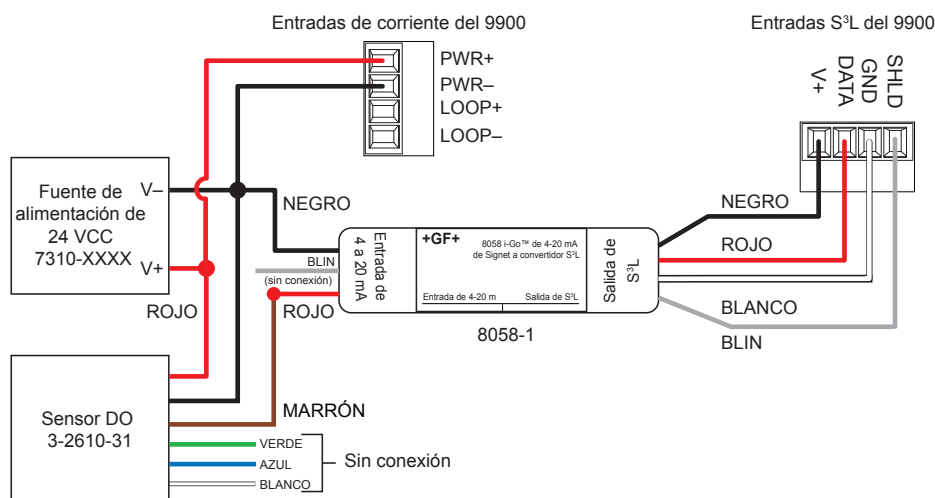 Entradas de corriente del 9900
Entradas S³L del 9900
PWR+
PWR–
LOOP+
LOOP–
V+
DATA
GND
SHLD
Fuente de
alimentación de
24 VCC
7310-XXXX
V–
V+
NEGRO
ROJO
BLIN
(sin conexión)
ROJO
Entrada de
4 a 20 mA
+GF+
8058 i-Go™ de 4-20 mA
de Signet a convertidor S³L
Entrada de 4-20 m
Salida de S³L
Salida de
S³L
8058-1
NEGRO
ROJO
BLANCO
BLIN
Sensor DO
3-2610-31
MARRÓN
VERDE
AZUL
BLANCO
Sin conexión